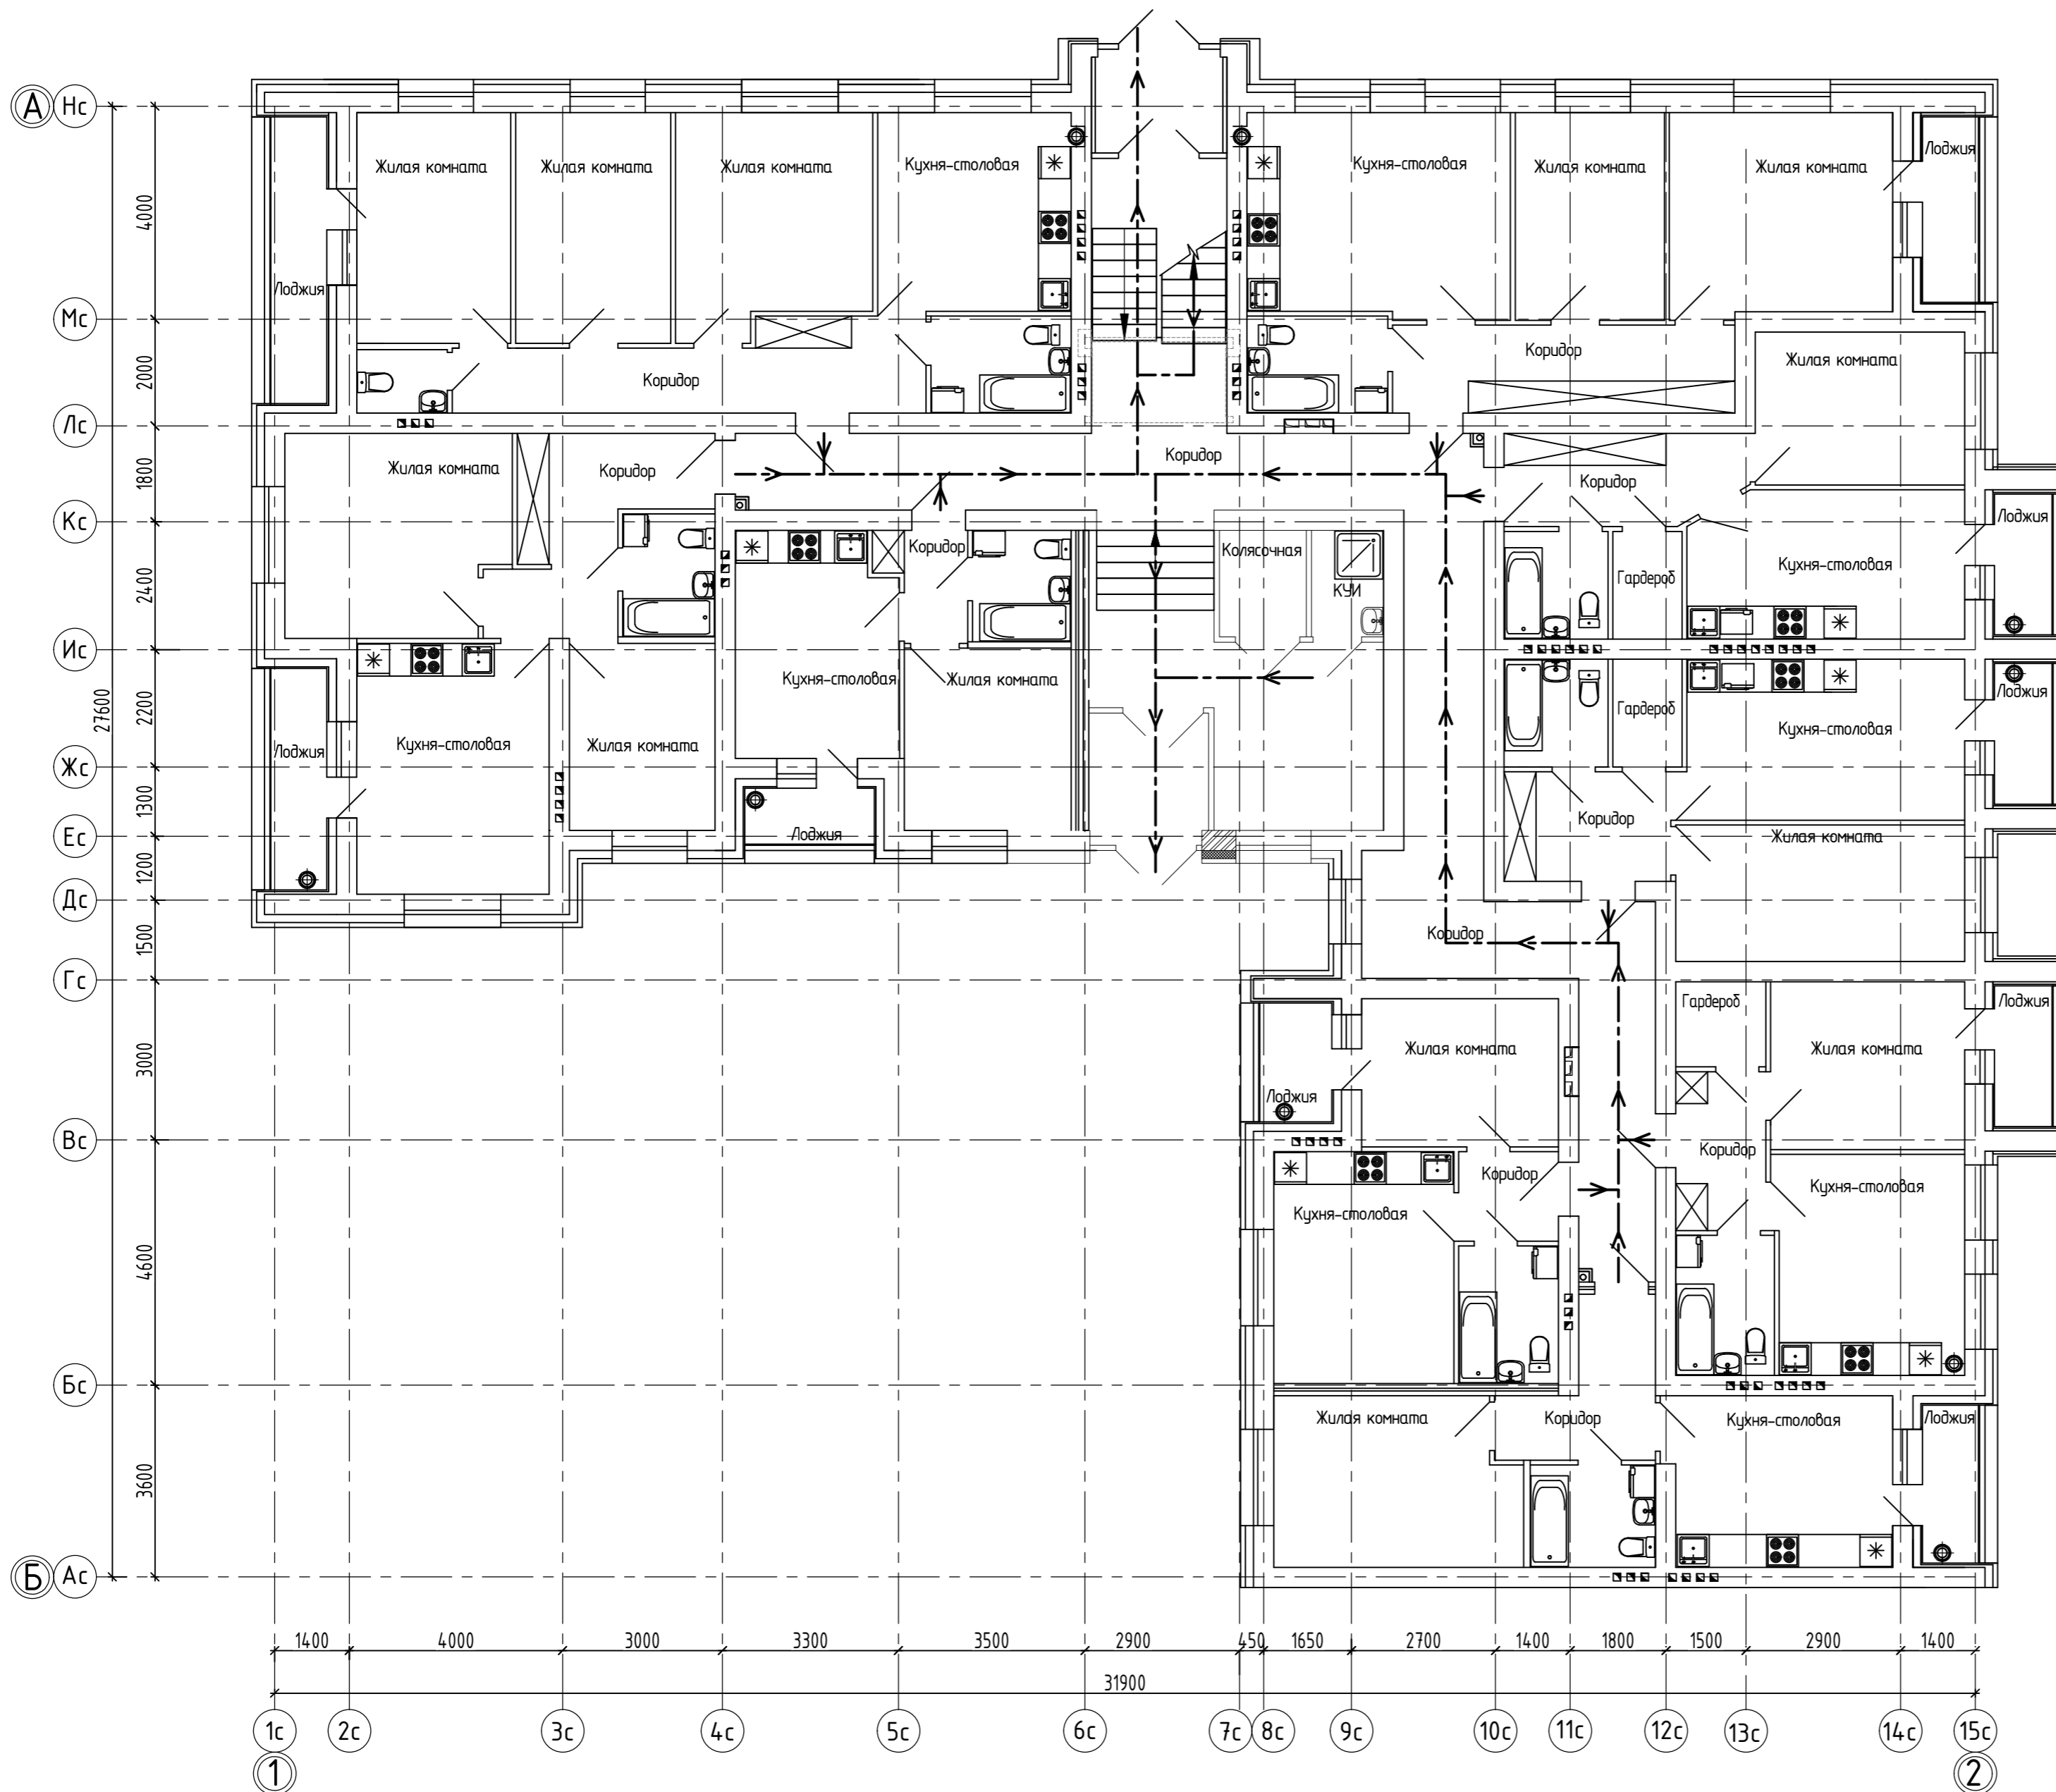 А Нс
Жилая комната
Жилая комната
Жилая комната
Кухня-столовая
Кухня-столовая
Жилая комната
Жилая комната
Лоджия
4000
Лоджия
Мс
2000
Коридор
Коридор
Жилая комната
Лс
1800
Жилая комната
Коридор
Коридор
Коридор
Кс
Лоджия
Коридор
Колясочная
Кухня-столовая
2400
Гардероб
КУИ
Ис
27600
2200
Кухня-столовая
Жилая комната
Гардероб
Лоджия
Лоджия
Кухня-столовая
Жилая комната
Кухня-столовая
Жс
1300
Коридор
Лоджия
Жилая комната
Ес
1200
Дс
1500
Коридор
Гс
Гардероб
Лоджия
3000
Жилая комната
Жилая комната
Лоджия
Вс
Коридор
Коридор
Кухня-столовая
Кухня-столовая
4600
Бс
Жилая комната
Коридор
Кухня-столовая
Лоджия
3600
Б Ас
1400 4000 3000 3300 3500 2900 450 1650 2700 1400 1800 1500 2900 1400
31900
1с 2с 3с 4с 5с 6с 7с 8с 9с 10с 11с 12с 13с 14с 15с
1 2